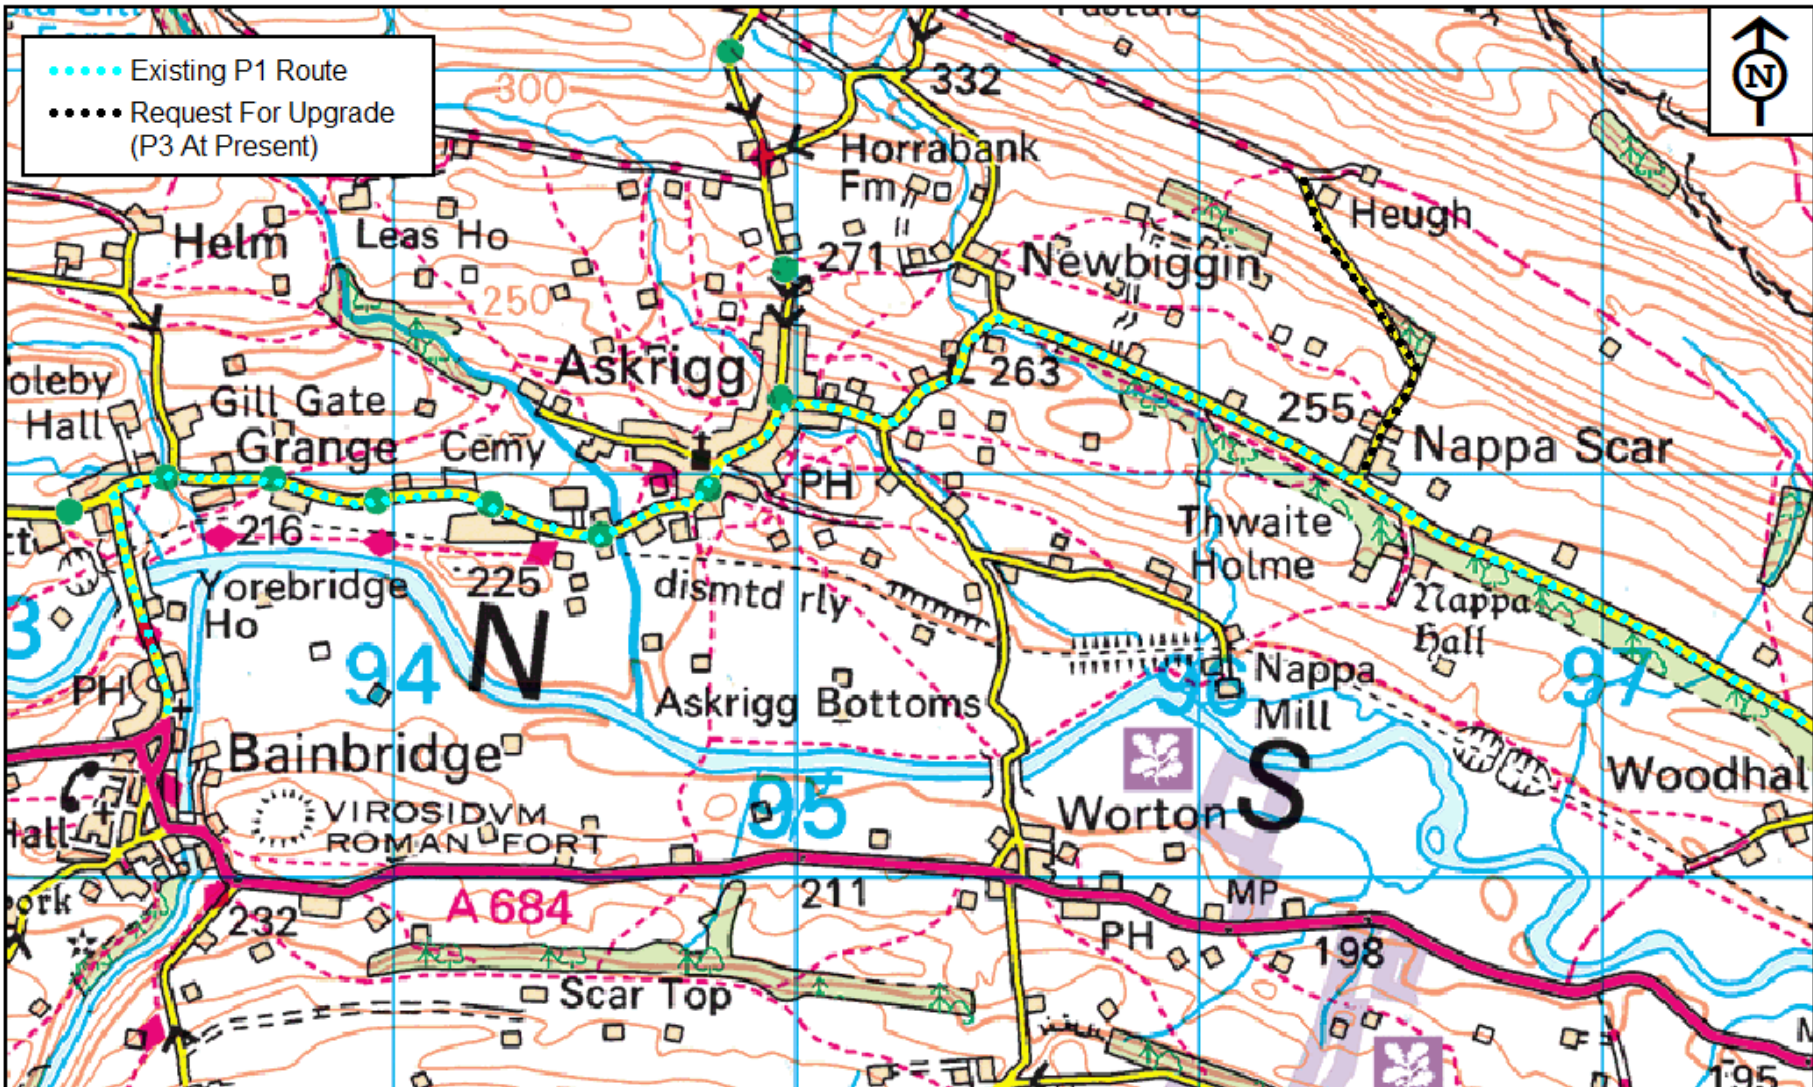 Existing P1 Route
Request For Upgrade
(P3 At Present)
N
300
332
Horrabank
Fm
Heugh
Helm
Leas Ho
271
Newbiggin
250
Askrigg
263
Hall
Gill Gate
255
Grange
Cemy
Nappa Scar
PH
216
Thwaite
Holme
Yorebridge
Ho
225
dismtd rly
Nappa
Hall
94
N
PH
Askrigg Bottoms
96
Nappa
Mill
97
Bainbridge
S
Woodhal
95
VIROSIDVM
ROMAN FORT
Worton
Hall
232
A 684
211
MP
PH
198
Scar Top
195